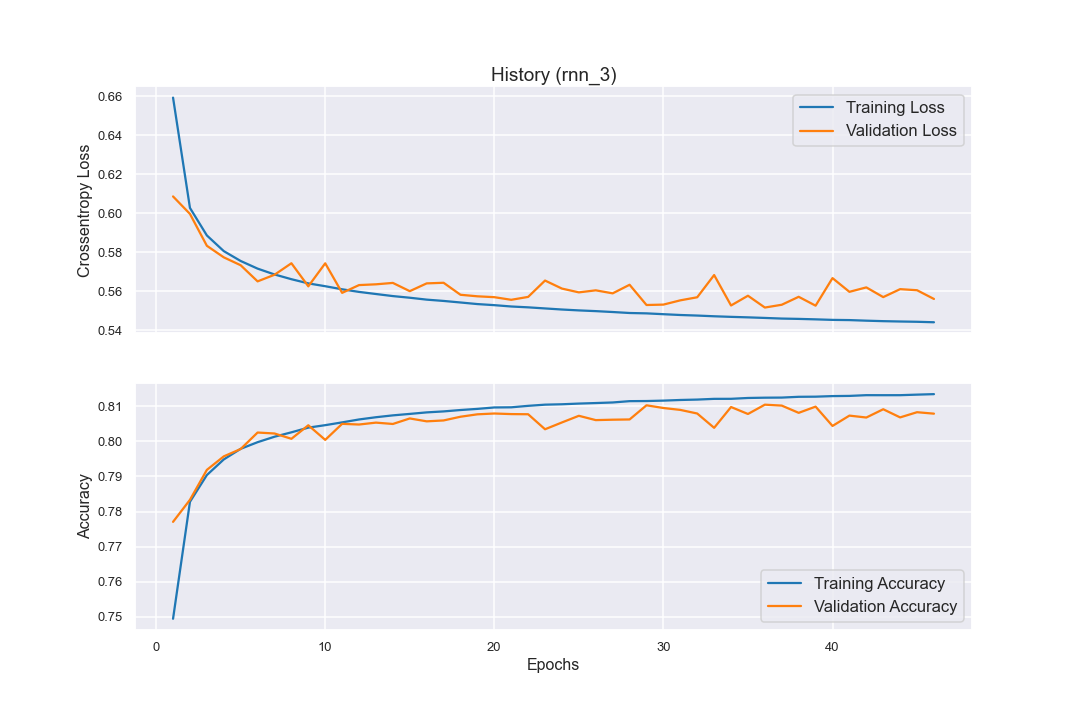 History (rnn_3)
0.66
0.64
0.62
0.60
0.58
0.56
0.54
Crossentropy Loss
Training Loss
Validation Loss
0.81
0.80
0.79
0.78
0.77
0.76
0.75
Accuracy
Training Accuracy
Validation Accuracy
0 10 20 30 40
Epochs